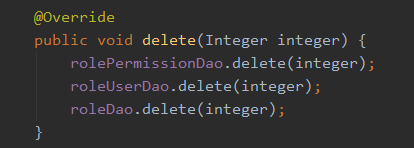 @Override
public void delete(Integer integer) {
    rolePermissionDao.delete(integer);
    roleUserDao.delete(integer);
    roleDao.delete(integer);
}